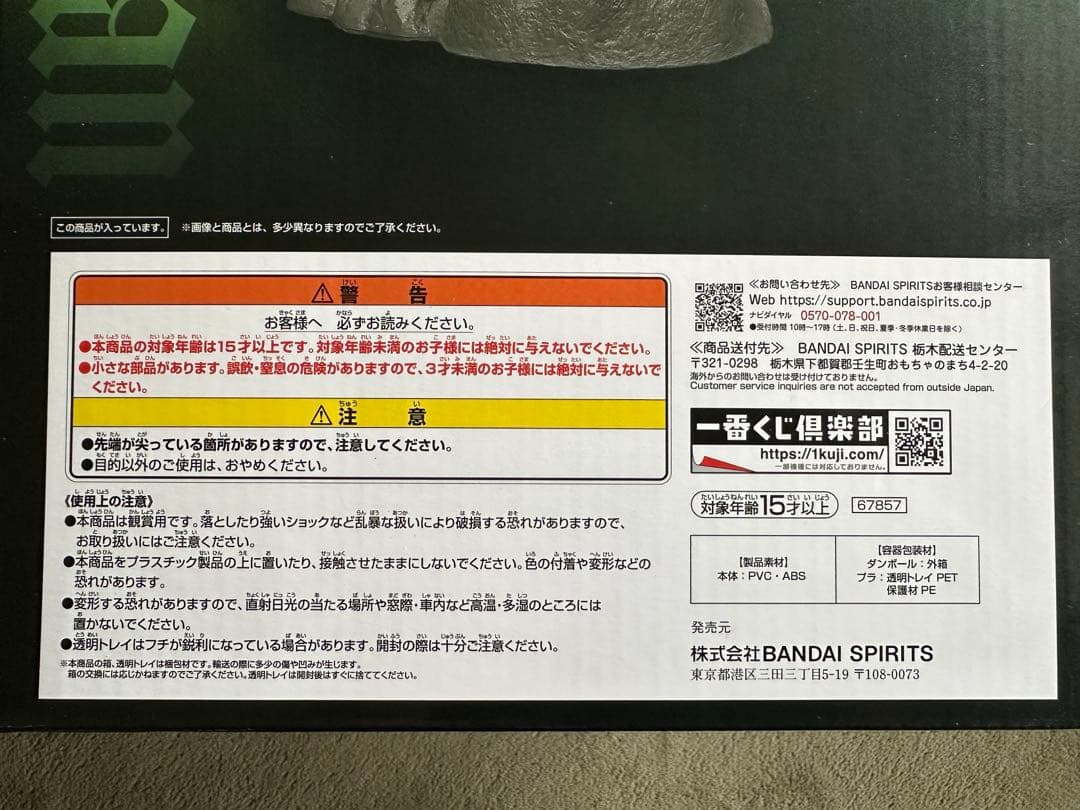 この商品が入っています。 ※画像と商品とは、多少異なりますのでご了承ください。
⚠警告
お客様へ 必ずお読みください。
●本商品の対象年齢は15才以上です。対象年齢未満のお子様には絶対に与えないでください。
●小さな部品があります。誤飲・窒息の危険がありますので、3才未満のお子様には絶対に与えないで
ください。
⚠注意
●先端が尖っている箇所がありますので、注意してください。
●目的以外のご使用は、おやめください。
《使用上の注意》
●本商品は観賞用です。落としたり強いショックなど乱暴な扱いにより破損する恐れがありますので、
お取り扱いにはご注意ください。
●本商品をプラスチック製品の上に置いたり、接触させたままにしないでください。色の付着や変形などの
恐れがあります。
●変形する恐れがありますので、直射日光の当たる場所や窓際・車内など高温・多湿のところには
置かないでください。
●透明トレイはフチが鋭利になっている場合があります。開封の際は十分ご注意ください。
※本商品の箱、透明トレイは梱包材です。輸送の際に多少の傷や凹みが生じます。
箱の交換には応じかねますのでご了承ください。透明トレイは開封後はすぐに捨ててください。
≪お問い合わせ先≫ BANDAI SPIRITSお客様相談センター
Web https://support.bandaispirits.co.jp
ナビダイヤル 0570-078-001
●受付時間 10時〜17時(土、日、祝日、夏季・冬季休業日を除く)
≪商品送付先≫ BANDAI SPIRITS 栃木配送センター
〒321-0298 栃木県下都賀郡壬生町おもちゃのまち4-2-20
海外からのお問い合わせは受け付けておりません。
Customer service inquiries are not accepted from outside Japan.
一番くじ倶楽部
https://1kuji.com/
一部機種には対応しておりません。
対象年齢15才以上 67857
【製品素材】
本体:PVC・ABS
【容器包装材】
ダンボール:外箱
プラ:透明トレイ PET
保護材 PE
発売元
株式会社BANDAI SPIRITS
東京都港区三田三丁目5-19 〒108-0073